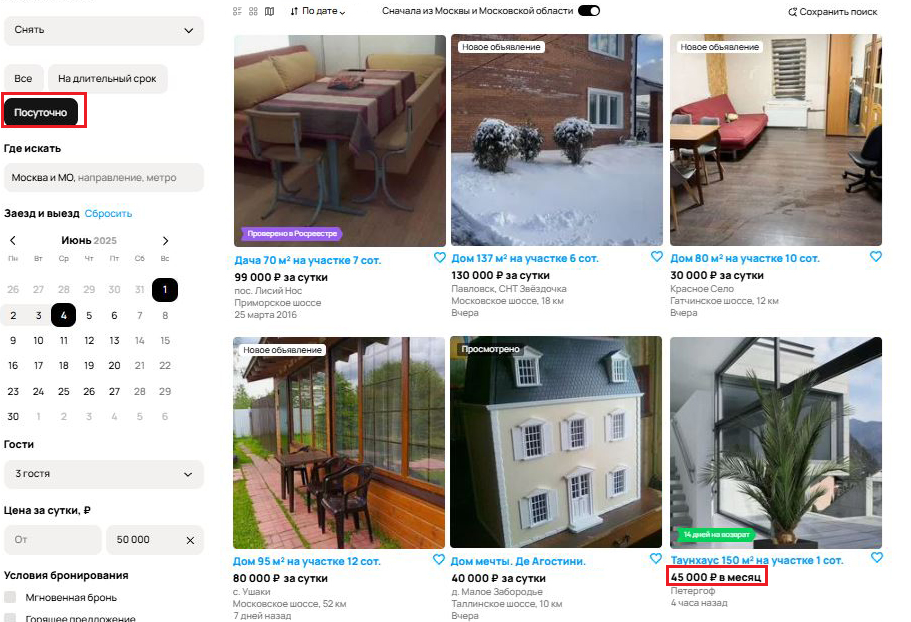 По дате
Сначала из Москвы и Московской области
Сохранить поиск
Снять
Все
На длительный срок
Посуточно
Где искать
Москва и МО, направление, метро
Заезд и выезд Сбросить
Июнь 2025
Пн Вт Ср Чт Пт Сб Вс
26 27 28 29 30 31 1
2 3 4 5 6 7 8
9 10 11 12 13 14 15
16 17 18 19 20 21 22
23 24 25 26 27 28 29
30 1 2 3 4 5 6
Гости
3 гостя
Цена за сутки, ₽
От
50 000
Условия бронирования
Мгновенная бронь
Горящее предложение
Проверено в Росреестре
Дача 70 м² на участке 7 сот.
99 000 ₽ за сутки
пос. Лисий Нос
Приморское шоссе
25 марта 2016
Новое объявление
Дом 137 м² на участке 6 сот.
130 000 ₽ за сутки
Павловск, СНТ Звёздочка
Московское шоссе, 18 км
Вчера
Новое объявление
Дом 80 м² на участке 10 сот.
30 000 ₽ за сутки
Красное Село
Гатчинское шоссе, 12 км
Вчера
Новое объявление
Дом 95 м² на участке 12 сот.
80 000 ₽ за сутки
с. Ушаки
Московское шоссе, 52 км
7 дней назад
Просмотрено
Дом мечты. Де Агостини.
40 000 ₽ за сутки
д. Малое Забородье
Таллинское шоссе, 10 км
Вчера
14 дней на возврат
Таунхаус 150 м² на участке 1 сот.
45 000 ₽ в месяц
Петергоф
4 часа назад